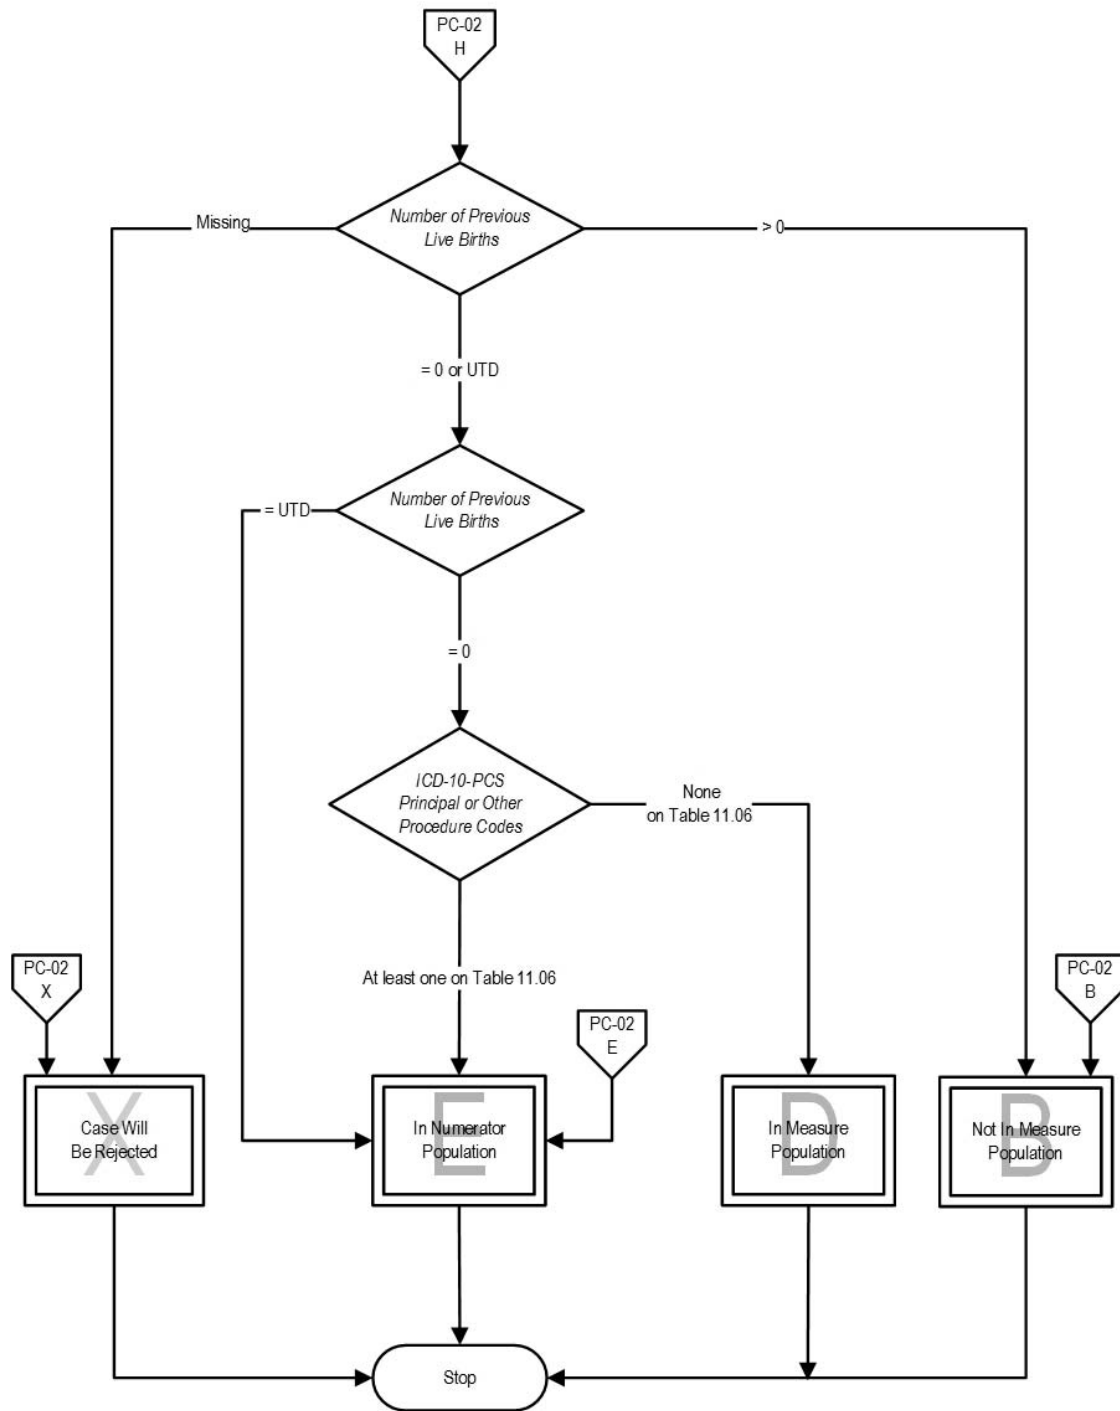 PC-02
H
Number of Previous
Live Births
Missing
> 0
= 0 or UTD
Number of Previous
Live Births
= UTD
= 0
ICD-10-PCS
Principal or Other
Procedure Codes
None
on Table 11.06
At least one on Table 11.06
PC-02
X
PC-02
E
PC-02
B
X
Case Will
Be Rejected
E
In Numerator
Population
D
In Measure
Population
B
Not In Measure
Population
Stop